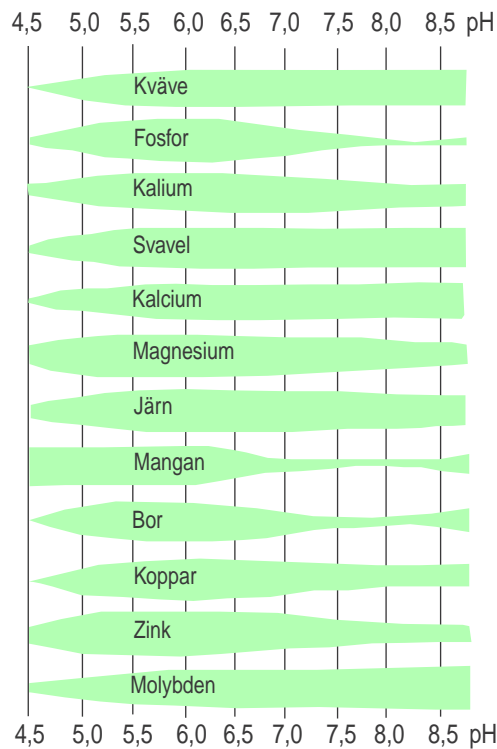 4,5 5,0 5,5 6,0 6,5 7,0 7,5 8,0 8,5 pH
Kväve
Fosfor
Kalium
Svavel
Kalcium
Magnesium
Järn
Mangan
Bor
Koppar
Zink
Molybden
4,5 5,0 5,5 6,0 6,5 7,0 7,5 8,0 8,5 pH